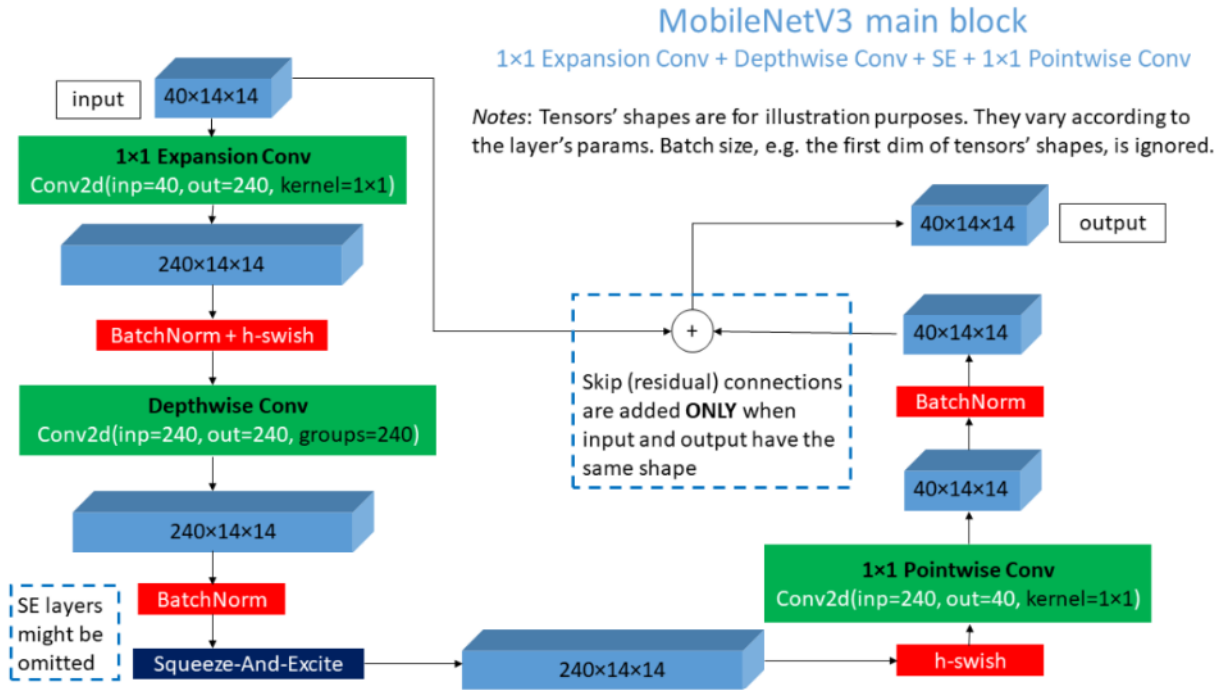 MobileNetV3 main block
1×1 Expansion Conv + Depthwise Conv + SE + 1×1 Pointwise Conv
Notes: Tensors’ shapes are for illustration purposes. They vary according to
the layer’s params. Batch size, e.g. the first dim of tensors’ shapes, is ignored.
input
40×14×14
1×1 Expansion Conv
Conv2d(inp=40, out=240, kernel=1×1)
240×14×14
BatchNorm + h-swish
Depthwise Conv
Conv2d(inp=240, out=240, groups=240)
240×14×14
BatchNorm
SE layers
might be
omitted
Squeeze-And-Excite
240×14×14
h-swish
1×1 Pointwise Conv
Conv2d(inp=240, out=40, kernel=1×1)
40×14×14
BatchNorm
40×14×14
+
Skip (residual) connections
are added ONLY when
input and output have the
same shape
40×14×14
output